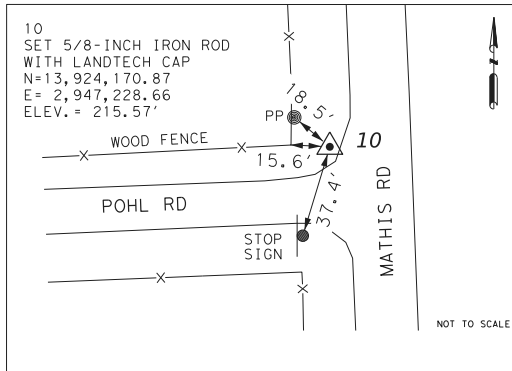 10
SET 5/8-INCH IRON ROD
WITH LANDTECH CAP
N=13,924,170.87
E= 2,947,228.66
ELEV.= 215.57'
N
18.5'
PP
10
WOOD FENCE
15.6'
37.4'
POHL RD
STOP
SIGN
MATHIS RD
NOT TO SCALE